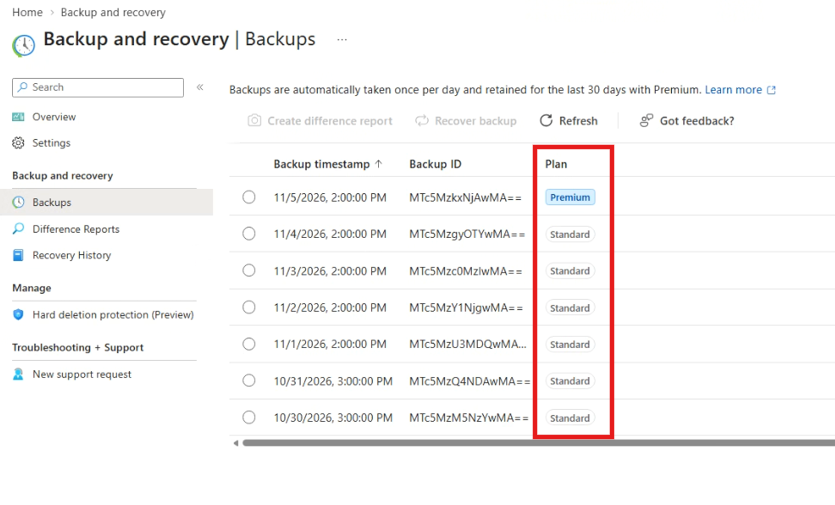 Home > Backup and recovery
Backup and recovery | Backups ...
Search «
Overview
Settings
Backup and recovery
Backups
Difference Reports
Recovery History
Manage
Hard deletion protection (Preview)
Troubleshooting + Support
New support request
Backups are automatically taken once per day and retained for the last 30 days with Premium. Learn more
Create difference report Recover backup Refresh Got feedback?
Backup timestamp ↑ Backup ID Plan
11/5/2026, 2:00:00 PM MTc5MzkxNjAwMA== Premium
11/4/2026, 2:00:00 PM MTc5MzgyOTYwMA== Standard
11/3/2026, 2:00:00 PM MTc5Mzc0MzIwMA== Standard
11/2/2026, 2:00:00 PM MTc5MzY1NjgwMA== Standard
11/1/2026, 2:00:00 PM MTc5MzU3MDQwMA... Standard
10/31/2026, 3:00:00 PM MTc5MzQ4NDAwMA== Standard
10/30/2026, 3:00:00 PM MTc5MzM5NzYwMA== Standard